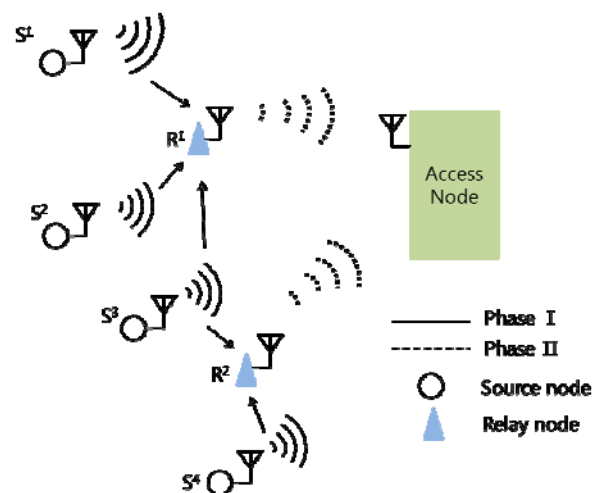 S¹
R¹
Access
Node
S²
S³
R²
S⁴
Phase I
Phase II
Source node
Relay node